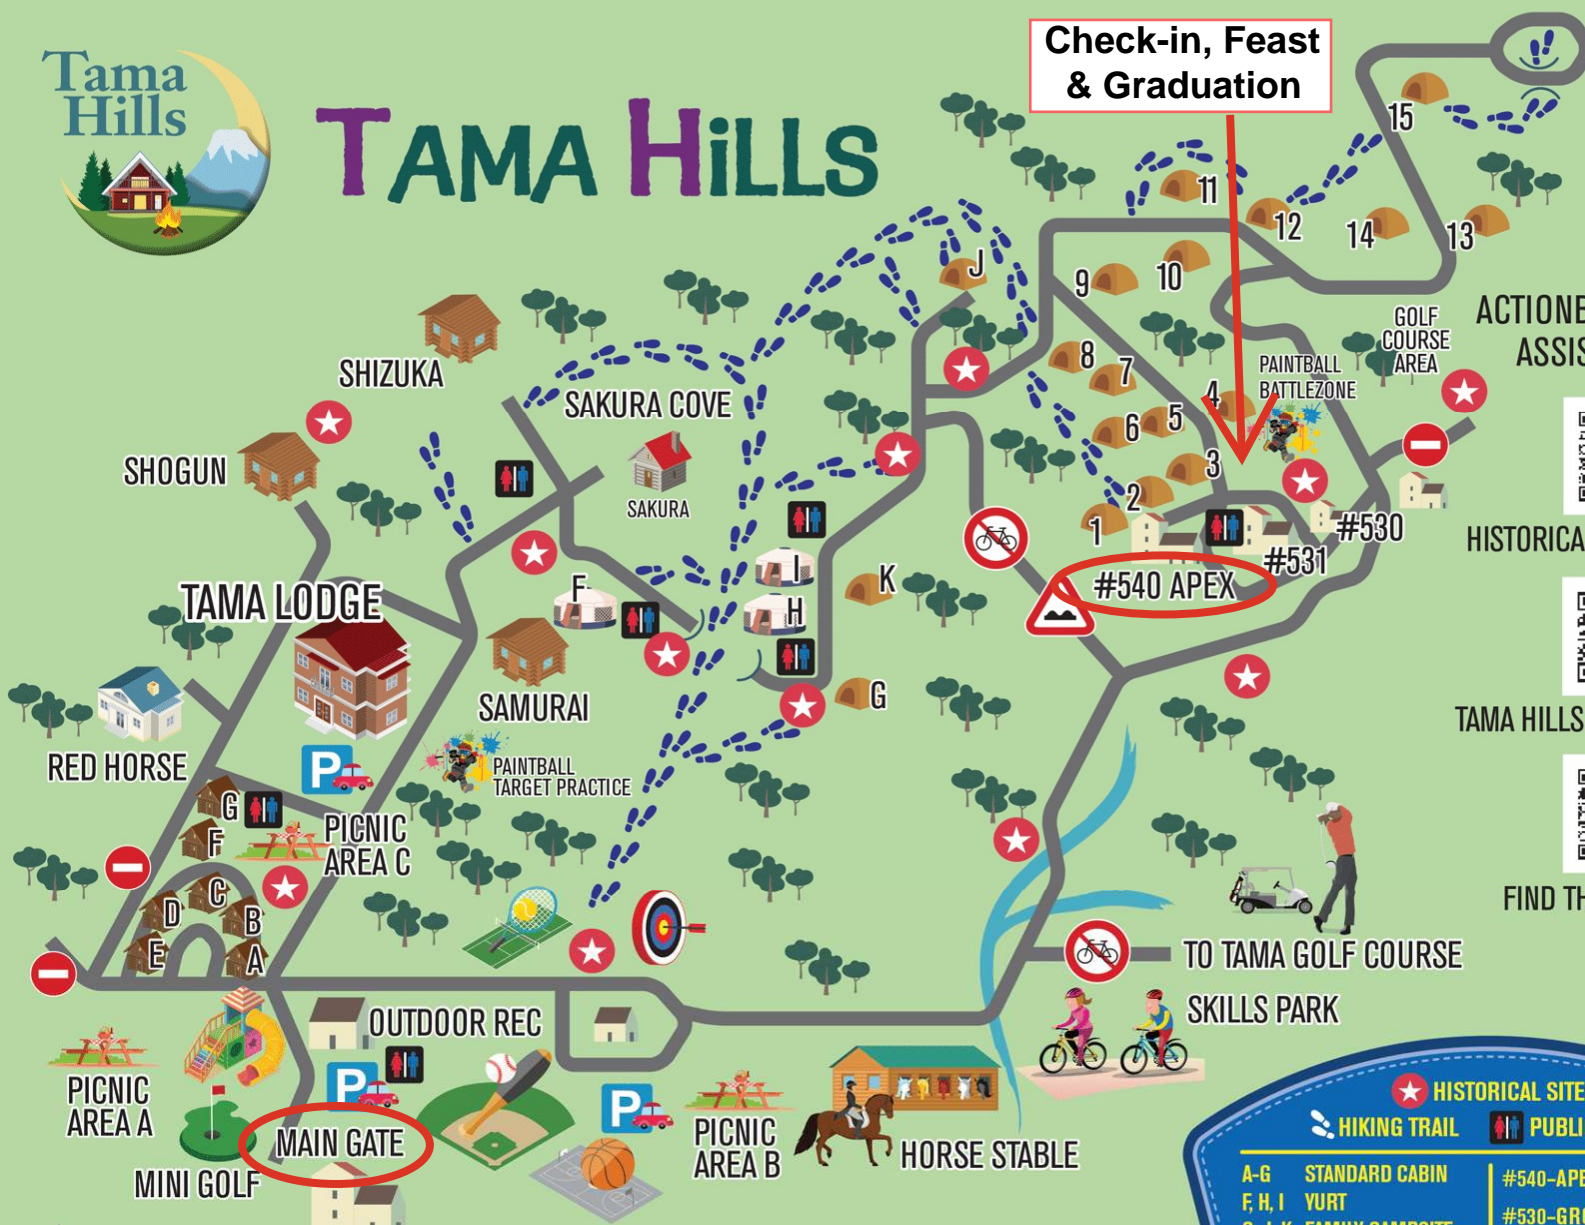 Tama
Hills
TAMA HiLLS
Check-in, Feast
& Graduation
15
11
12
14
13
J
9
10
ACTIONE
ASSIS
GOLF
COURSE
AREA
PAINTBALL
BATTLEZONE
8
7
4
SHIZUKA
SAKURA COVE
6
5
SHOGUN
3
SAKURA
2
1
#530
HISTORICA
#531
#540 APEX
I
F
K
H
TAMA LODGE
SAMURAI
G
TAMA HILLS
RED HORSE
P
PAINTBALL
TARGET PRACTICE
G
F
PICNIC
AREA C
C
D
B
E
A
FIND TH
TO TAMA GOLF COURSE
SKILLS PARK
OUTDOOR REC
P
P
PICNIC
AREA A
MAIN GATE
MINI GOLF
PICNIC
AREA B
HORSE STABLE
HISTORICAL SITE
HIKING TRAIL
PUBLI
A-G STANDARD CABIN
F, H, I YURT
#540-APE
#530-GR